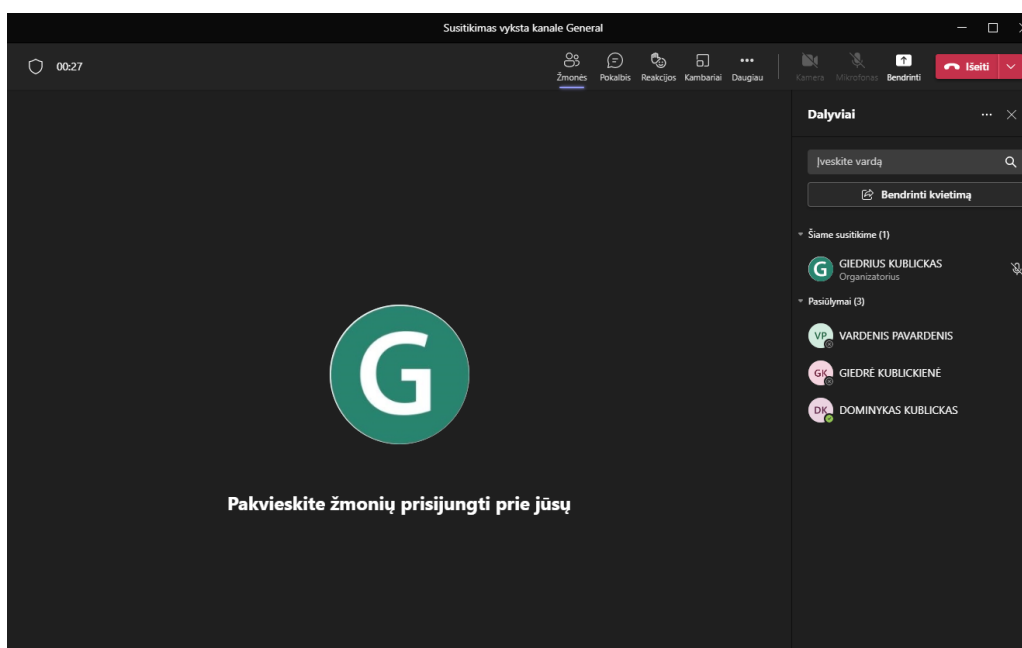 Susitikimas vyksta kanale General
00:27
Žmonės Pokalbis Reakcijos Kambariai Daugiau Kamera Mikrofonas Bendrinti Išeiti
Dalyviai
Įveskite vardą
Bendrinti kvietimą
Šiame susitikime (1)
G GIEDRIUS KUBLICKAS
Organizatorius
Pasiūlymai (3)
VP VARDENIS PAVARDENIS
GK GIEDRĖ KUBLICKIENĖ
DK DOMINYKAS KUBLICKAS
G
Pakvieskite žmonių prisijungti prie jūsų